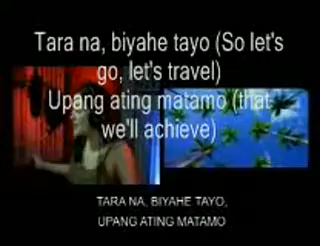 Tara na, biyahe tayo (So let's
go, let's travel)
Upang ating matamo (that
we'll achieve)
TARA NA, BIYAHE TAYO,
UPANG ATING MATAMO